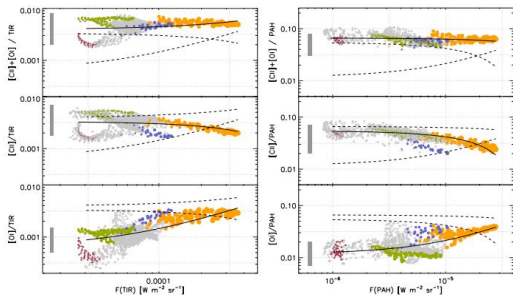 0.010
[CII]+[OI] / TIR
0.001
[CII]/TIR
0.001
0.010
[OI]/TIR
0.001
0.0001
F(TIR) [W m⁻² sr⁻¹]
0.10
[CII]+[OI] / PAH
0.01
0.10
[CII]/PAH
0.01
0.10
[OI]/PAH
0.01
10⁻⁶
10⁻⁵
F(PAH) [W m⁻² sr⁻¹]